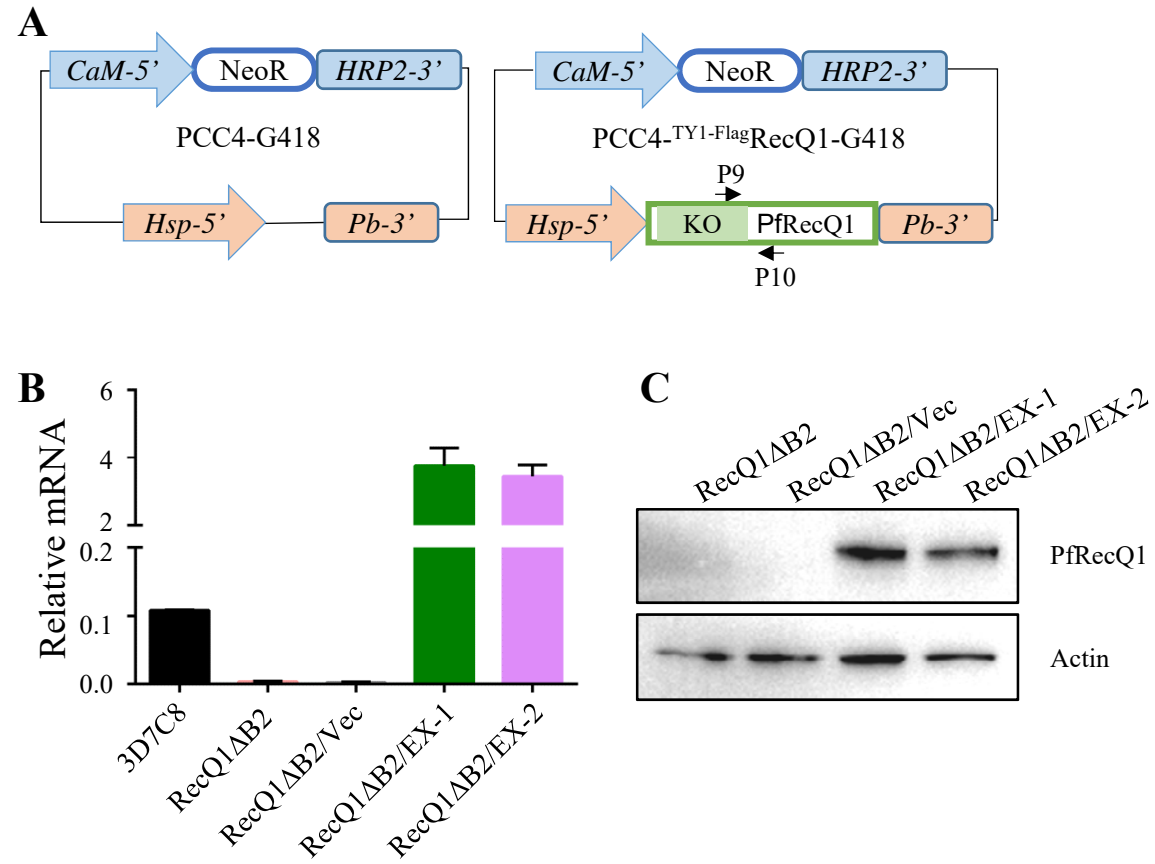 A
CaM-5’ NeoR HRP2-3’
PCC4-G418
Hsp-5’ Pb-3’
CaM-5’ NeoR HRP2-3’
PCC4-TY1-FlagRecQ1-G418
P9
Hsp-5’ KO PfRecQ1 Pb-3’
P10
B
Relative mRNA
6
4
2
0.2
0.1
0.0
3D7C8
RecQ1ΔB2
RecQ1ΔB2/Vec
RecQ1ΔB2/EX-1
RecQ1ΔB2/EX-2
C
RecQ1ΔB2
RecQ1ΔB2/Vec
RecQ1ΔB2/EX-1
RecQ1ΔB2/EX-2
PfRecQ1
Actin